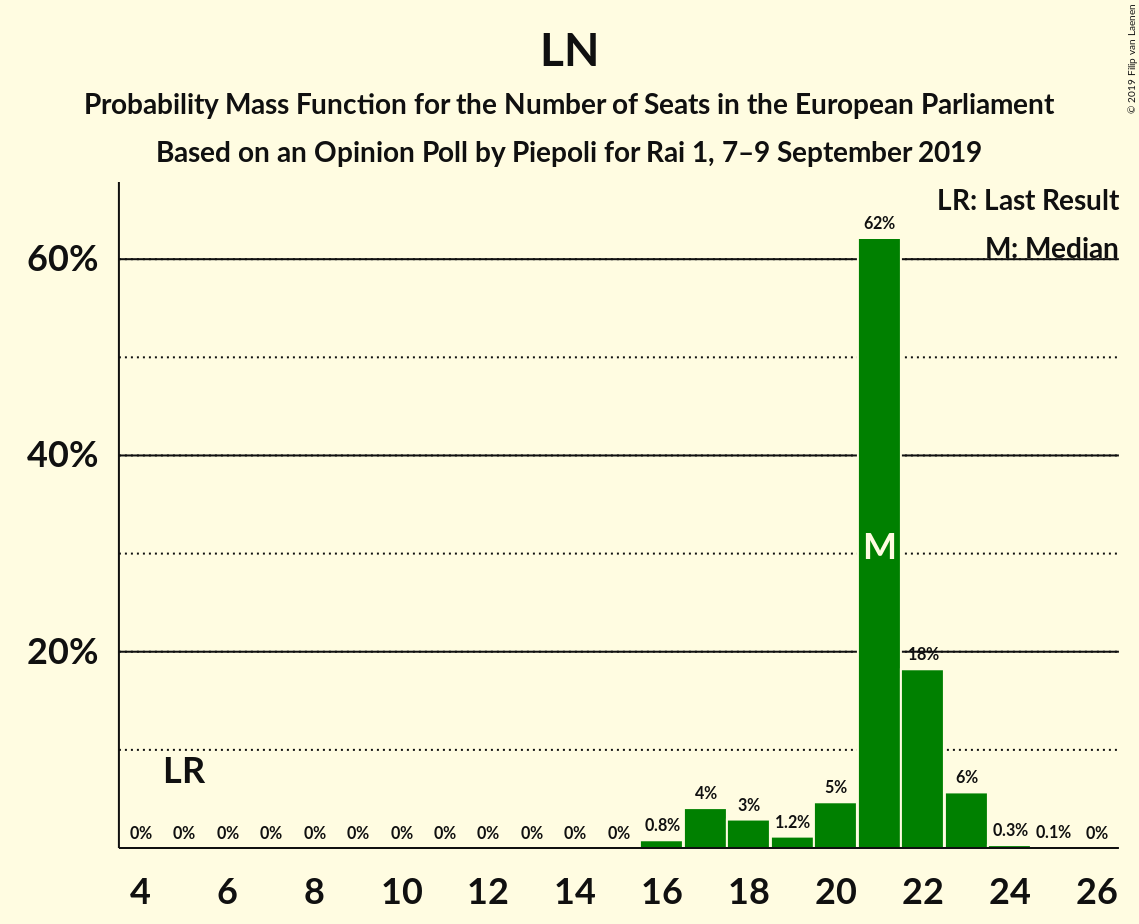 LN
Probability Mass Function for the Number of Seats in the European Parliament
Based on an Opinion Poll by Piepoli for Rai 1, 7–9 September 2019
© 2019 Filip van Laenen
LR: Last Result
M: Median
60%
40%
20%
62%
M
18%
LR
0% 0% 0% 0% 0% 0% 0% 0% 0% 0% 0% 0% 0.8% 4% 3% 1.2% 5% 6% 0.3% 0.1% 0%
4 6 8 10 12 14 16 18 20 22 24 26